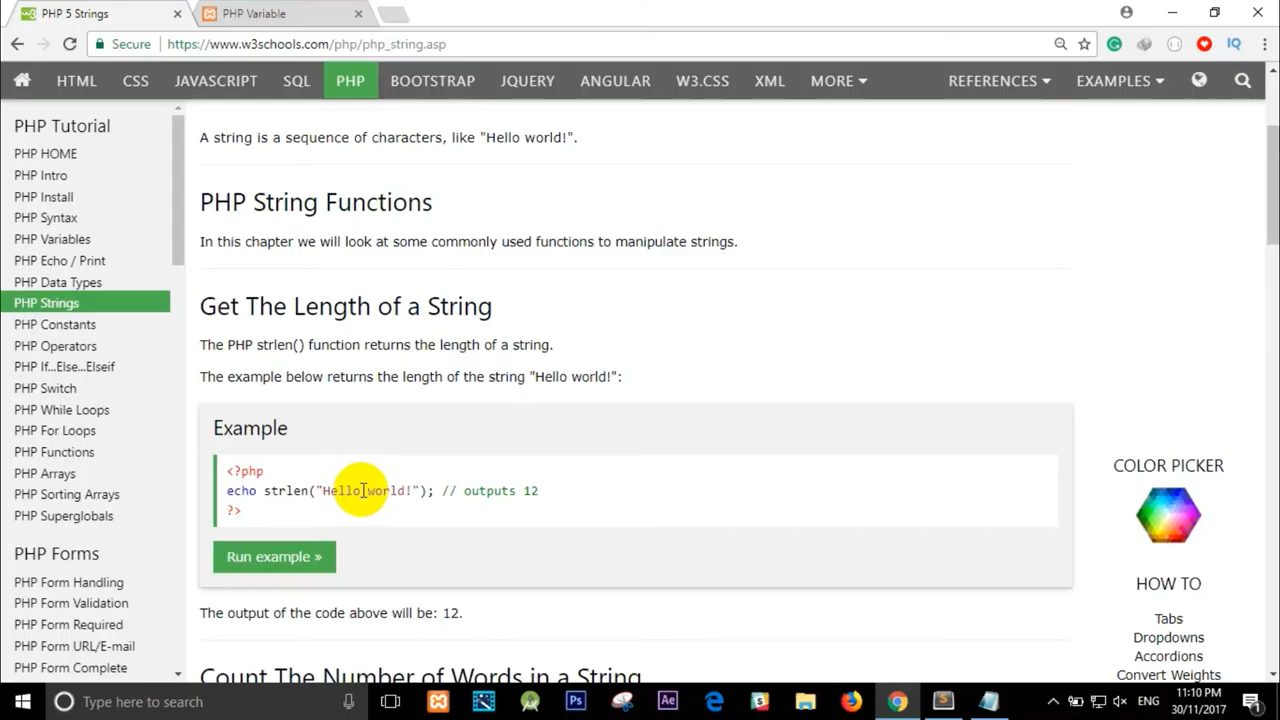 PHP 5 Strings
PHP Variable
Secure
https://www.w3schools.com/php/php_string.asp
IQ
HTML
CSS
JAVASCRIPT
SQL
PHP
BOOTSTRAP
JQUERY
ANGULAR
W3.CSS
XML
MORE
REFERENCES
EXAMPLES
PHP Tutorial
PHP HOME
PHP Intro
PHP Install
PHP Syntax
PHP Variables
PHP Echo / Print
PHP Data Types
PHP Strings
PHP Constants
PHP Operators
PHP If...Else...Elseif
PHP Switch
PHP While Loops
PHP For Loops
PHP Functions
PHP Arrays
PHP Sorting Arrays
PHP Superglobals
PHP Forms
PHP Form Handling
PHP Form Validation
PHP Form Required
PHP Form URL/E-mail
PHP Form Complete
A string is a sequence of characters, like "Hello world!".
PHP String Functions
In this chapter we will look at some commonly used functions to manipulate strings.
Get The Length of a String
The PHP strlen() function returns the length of a string.
The example below returns the length of the string "Hello world!":
Example
<?php
echo strlen("Hello world!"); // outputs 12
?>
Run example »
The output of the code above will be: 12.
Count The Number of Words in a String
COLOR PICKER
HOW TO
Tabs
Dropdowns
Accordions
Convert Weights
Type here to search
Ps
Ae
S
ENG
11:10 PM
30/11/2017
1